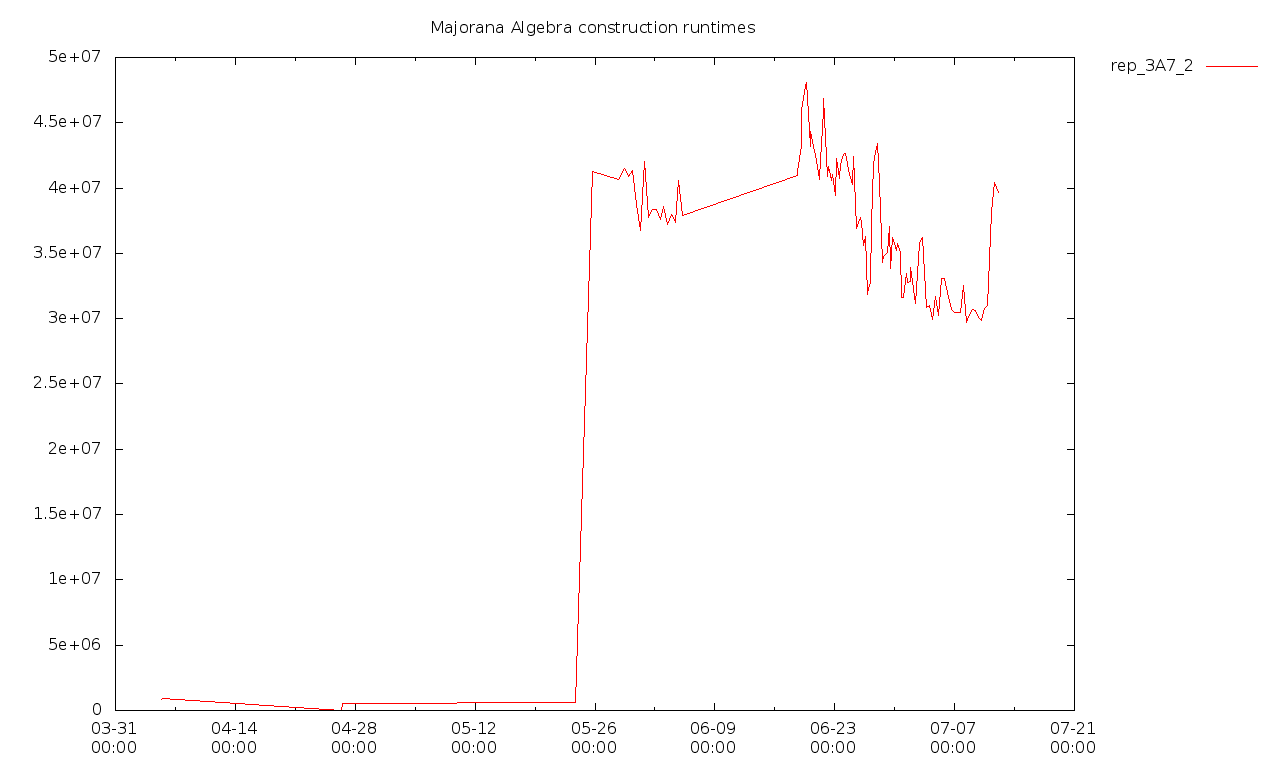 Majorana Algebra construction runtimes
rep_3A7_2
5e+07
4.5e+07
4e+07
3.5e+07
3e+07
2.5e+07
2e+07
1.5e+07
1e+07
5e+06
0
03-31 04-14 04-28 05-12 05-26 06-09 06-23 07-07 07-21
00:00 00:00 00:00 00:00 00:00 00:00 00:00 00:00 00:00